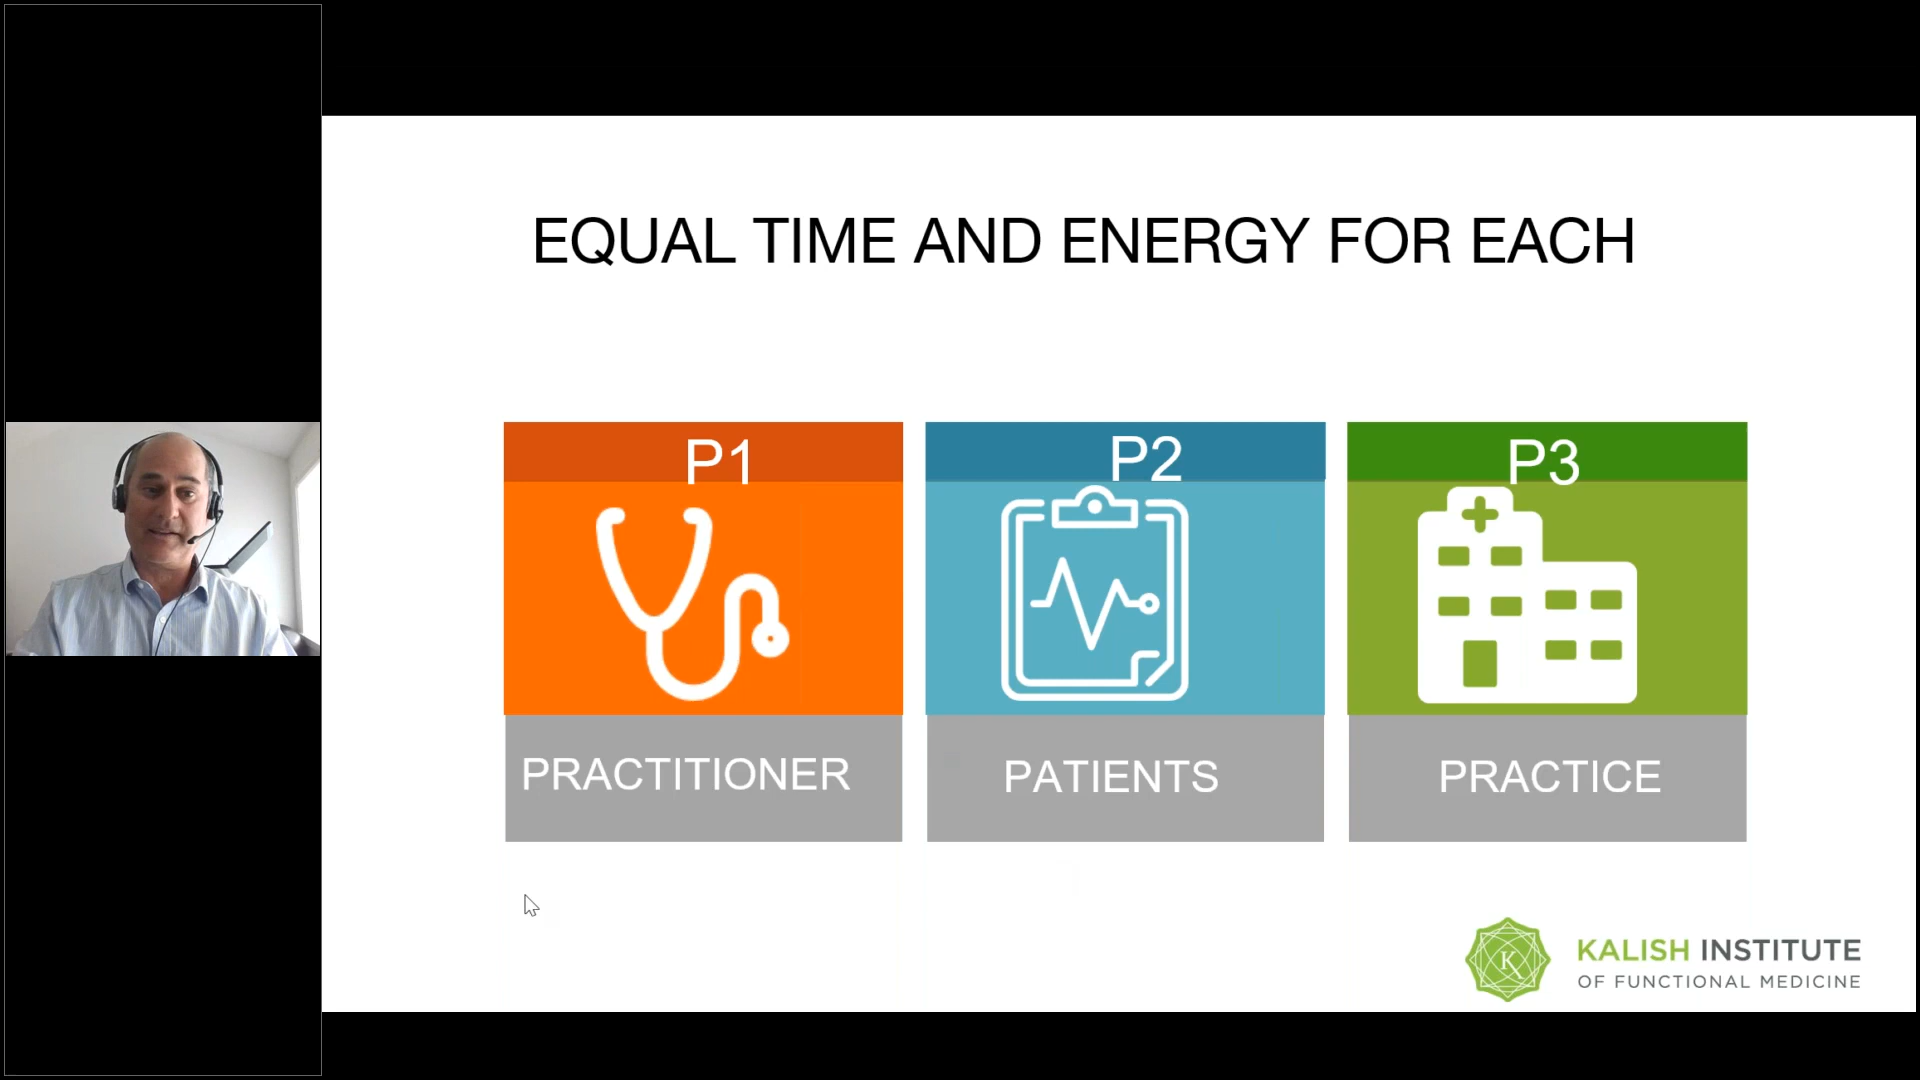 EQUAL TIME AND ENERGY FOR EACH
P1
P2
P3
PRACTITIONER
PATIENTS
PRACTICE
K
KALISH INSTITUTE
OF FUNCTIONAL MEDICINE